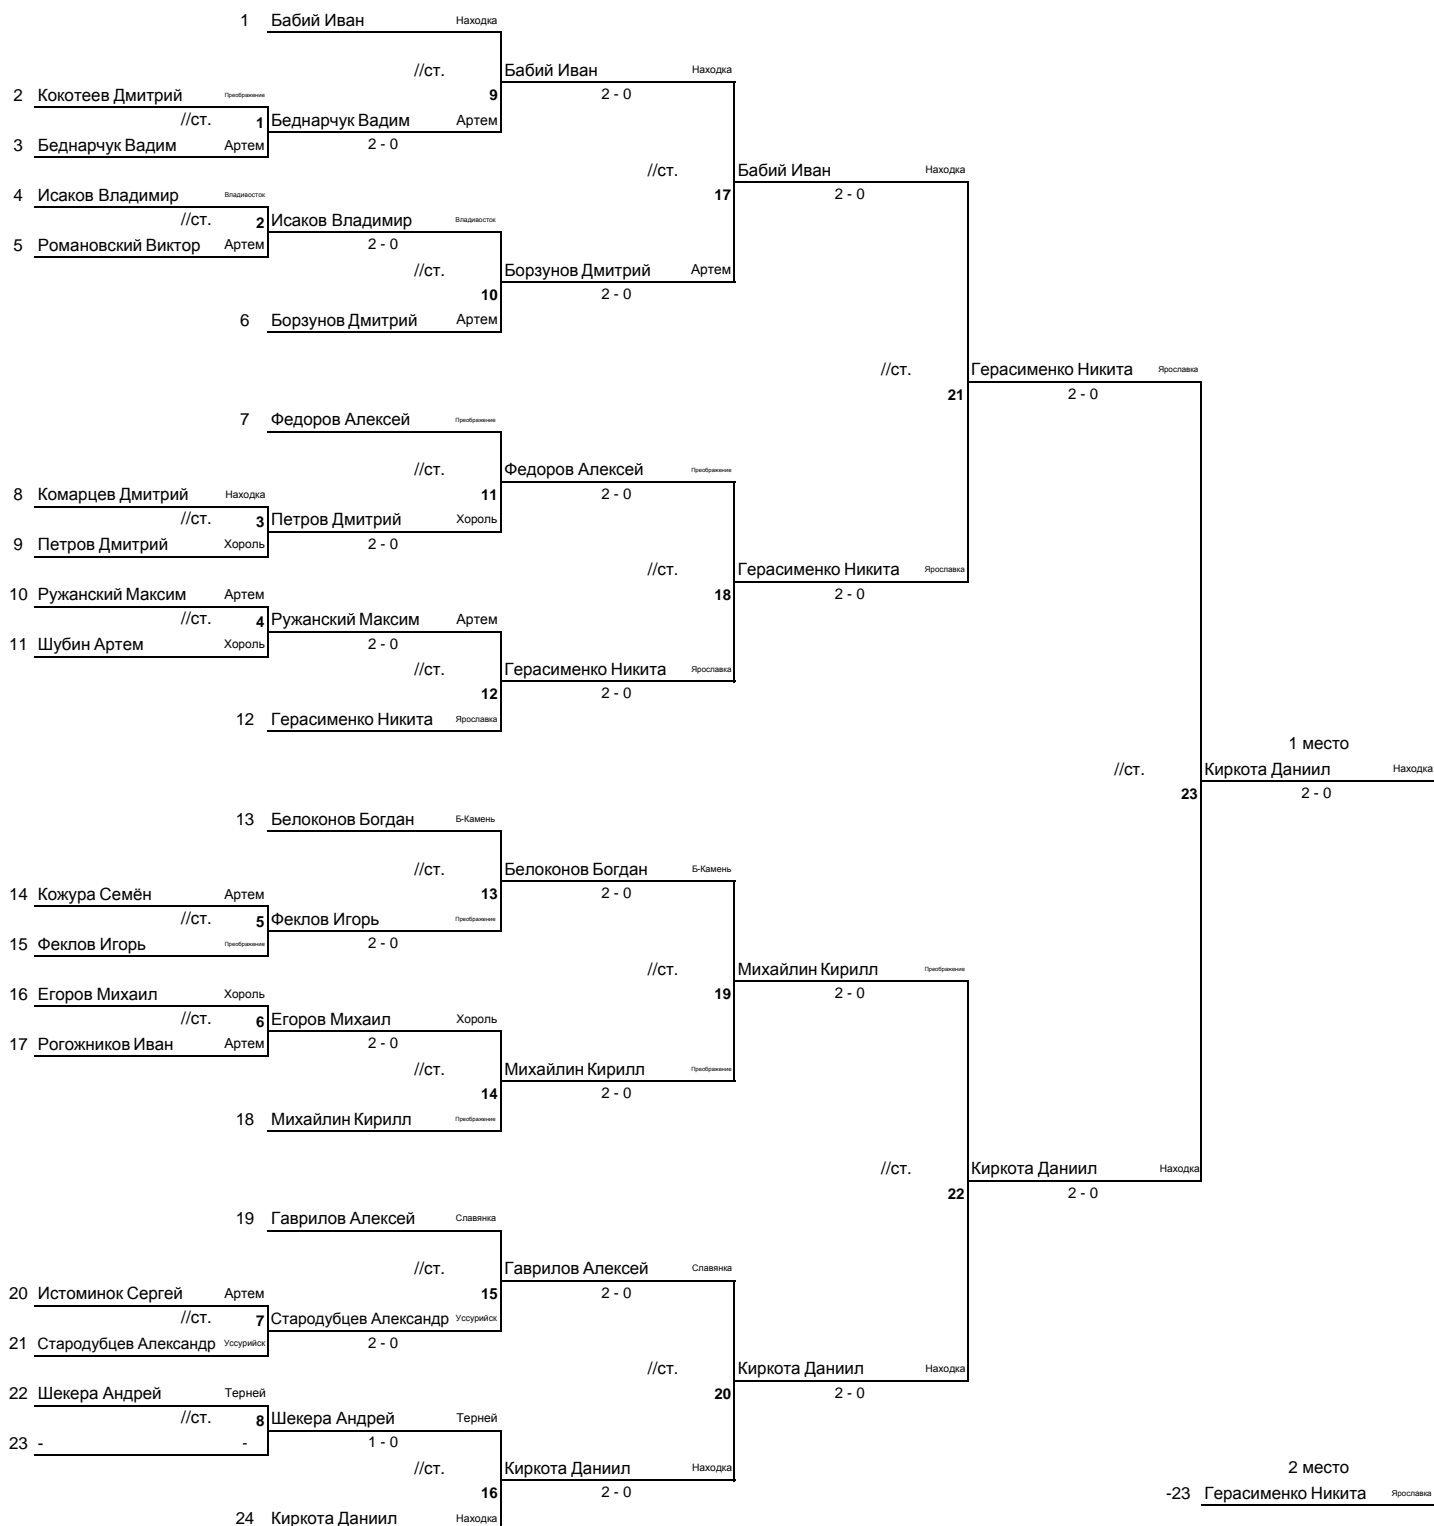 1 Бабий Иван Находка
//ст. Бабий Иван Находка
2 Кокотеев Дмитрий Преображение 9 2 - 0
//ст. 1 Беднарчук Вадим Артем
3 Беднарчук Вадим Артем 2 - 0
//ст. Бабий Иван Находка
4 Исаков Владимир Владивосток 17 2 - 0
//ст. 2 Исаков Владимир Владивосток
5 Романовский Виктор Артем 2 - 0
//ст. Борзунов Дмитрий Артем
10 2 - 0
6 Борзунов Дмитрий Артем
//ст. Герасименко Никита Ярославка
21 2 - 0
7 Федоров Алексей Преображение
//ст. Федоров Алексей Преображение
8 Комарцев Дмитрий Находка 11 2 - 0
//ст. 3 Петров Дмитрий Хороль
9 Петров Дмитрий Хороль 2 - 0
//ст. Герасименко Никита Ярославка
10 Ружанский Максим Артем 18 2 - 0
//ст. 4 Ружанский Максим Артем
11 Шубин Артем Хороль 2 - 0
//ст. Герасименко Никита Ярославка
12 2 - 0
12 Герасименко Никита Ярославка
1 место
//ст. Киркота Даниил Находка
23 2 - 0
13 Белоконов Богдан Б-Камень
//ст. Белоконов Богдан Б-Камень
14 Кожура Семён Артем 13 2 - 0
//ст. 5 Феклов Игорь Преображение
15 Феклов Игорь Преображение 2 - 0
//ст. Михайлин Кирилл Преображение
16 Егоров Михаил Хороль 19 2 - 0
//ст. 6 Егоров Михаил Хороль
17 Рогожников Иван Артем 2 - 0
//ст. Михайлин Кирилл Преображение
14 2 - 0
18 Михайлин Кирилл Преображение
//ст. Киркота Даниил Находка
22 2 - 0
19 Гаврилов Алексей Славянка
//ст. Гаврилов Алексей Славянка
20 Истоминок Сергей Артем 15 2 - 0
//ст. 7 Стародубцев Александр Уссурийск
21 Стародубцев Александр Уссурийск 2 - 0
//ст. Киркота Даниил Находка
22 Шекера Андрей Терней 20 2 - 0
//ст. 8 Шекера Андрей Терней
23 - - 1 - 0
//ст. Киркота Даниил Находка 2 место
16 2 - 0 -23 Герасименко Никита Ярославка
24 Киркота Даниил Находка